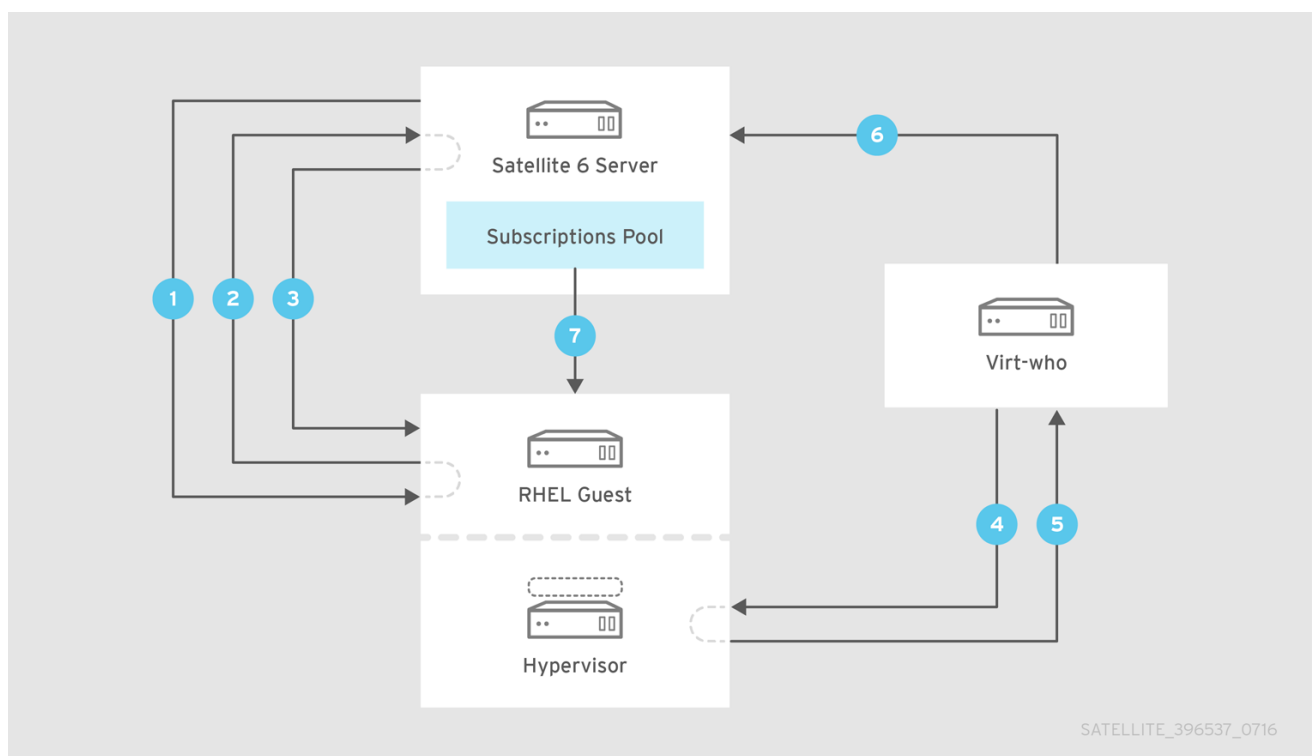 Satellite 6 Server
6
Subscriptions Pool
1
2
3
7
Virt-who
RHEL Guest
4
5
Hypervisor
SATELLITE_396537_0716